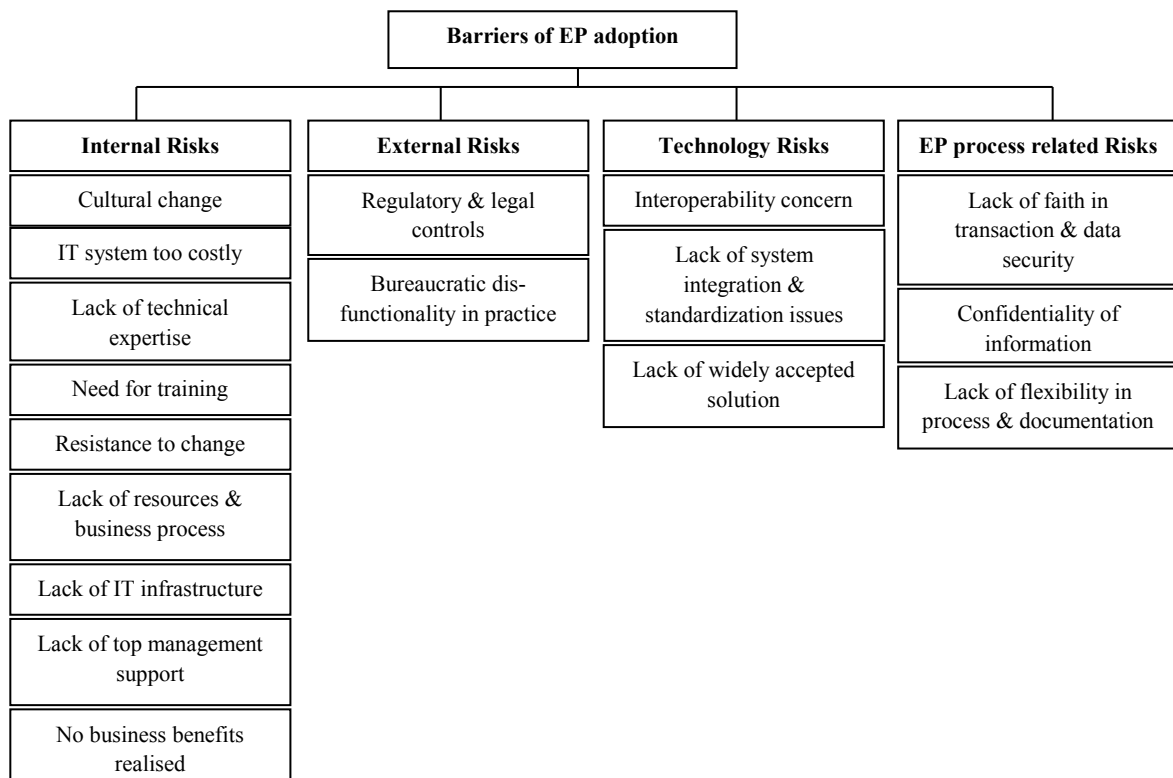 Barriers of EP adoption
Internal Risks
Cultural change
IT system too costly
Lack of technical
expertise
Need for training
Resistance to change
Lack of resources &
business process
Lack of IT infrastructure
Lack of top management
support
No business benefits
realised
External Risks
Regulatory & legal
controls
Bureaucratic dis-
functionality in practice
Technology Risks
Interoperability concern
Lack of system
integration &
standardization issues
Lack of widely accepted
solution
EP process related Risks
Lack of faith in
transaction & data
security
Confidentiality of
information
Lack of flexibility in
process & documentation